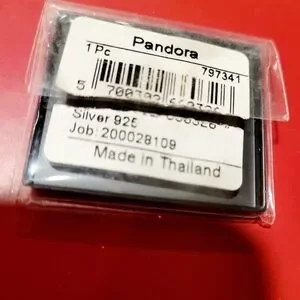 Pandora
1 Pc
797341
Silver 925
Job: 200028109
Made in Thailand